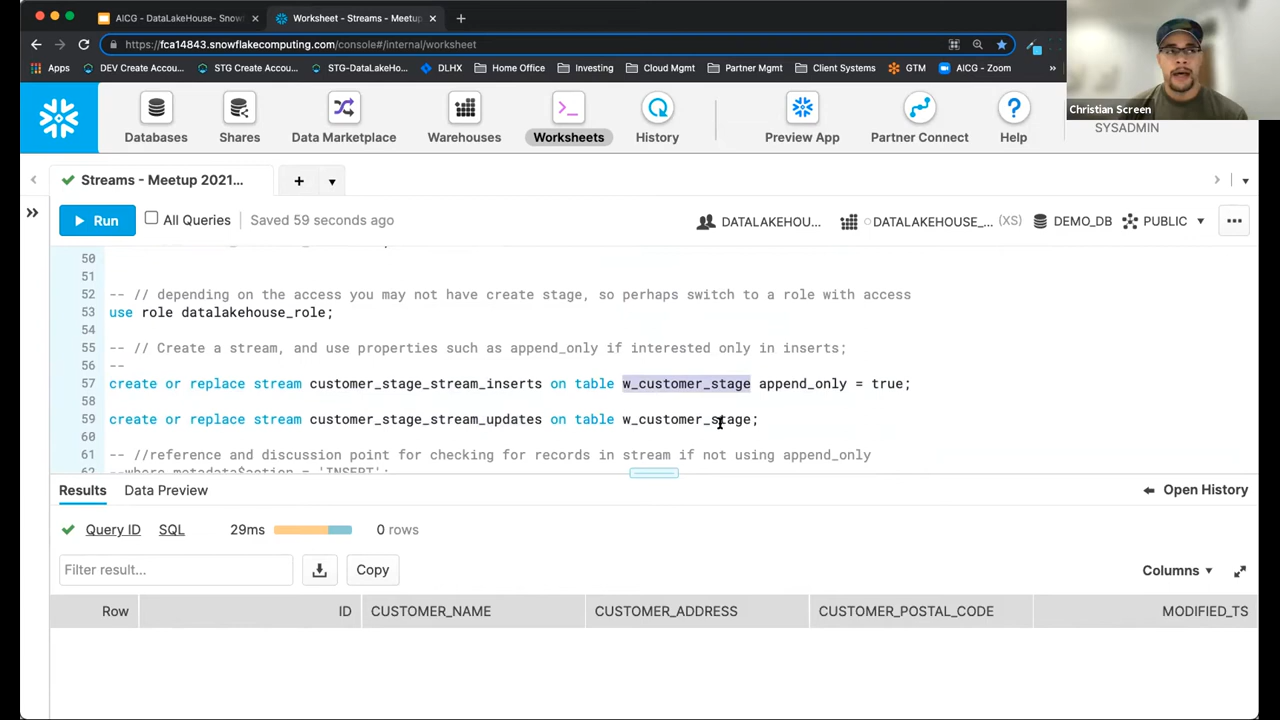 AICG - DataLakeHouse- Snowf
Worksheet - Streams - Meetup
https://fca14843.snowflakecomputing.com/console#/internal/worksheet
Apps
DEV Create Accou...
STG Create Accoun...
STG-DataLakeHo...
DLHX
Home Office
Investing
Cloud Mgmt
Partner Mgmt
Client Systems
GTM
AICG - Zoom
»
Christian Screen
Databases
Shares
Data Marketplace
Warehouses
Worksheets
History
Preview App
Partner Connect
Help
SYSADMIN
Streams - Meetup 2021...
Run
All Queries
Saved 59 seconds ago
DATALAKEHOU...
DATALAKEHOUSE_... (XS)
DEMO_DB
PUBLIC
50
51
52 -- // depending on the access you may not have create stage, so perhaps switch to a role with access
53 use role datalakehouse_role;
54
55 -- // Create a stream, and use properties such as append_only if interested only in inserts;
56 --
57 create or replace stream customer_stage_stream_inserts on table w_customer_stage append_only = true;
58
59 create or replace stream customer_stage_stream_updates on table w_customer_stage;
60
61 -- //reference and discussion point for checking for records in stream if not using append_only
62 --where metadata$action = 'INSERT';
Results
Data Preview
Open History
Query ID
SQL
29ms
0 rows
Filter result...
Copy
Columns
Row
ID
CUSTOMER_NAME
CUSTOMER_ADDRESS
CUSTOMER_POSTAL_CODE
MODIFIED_TS